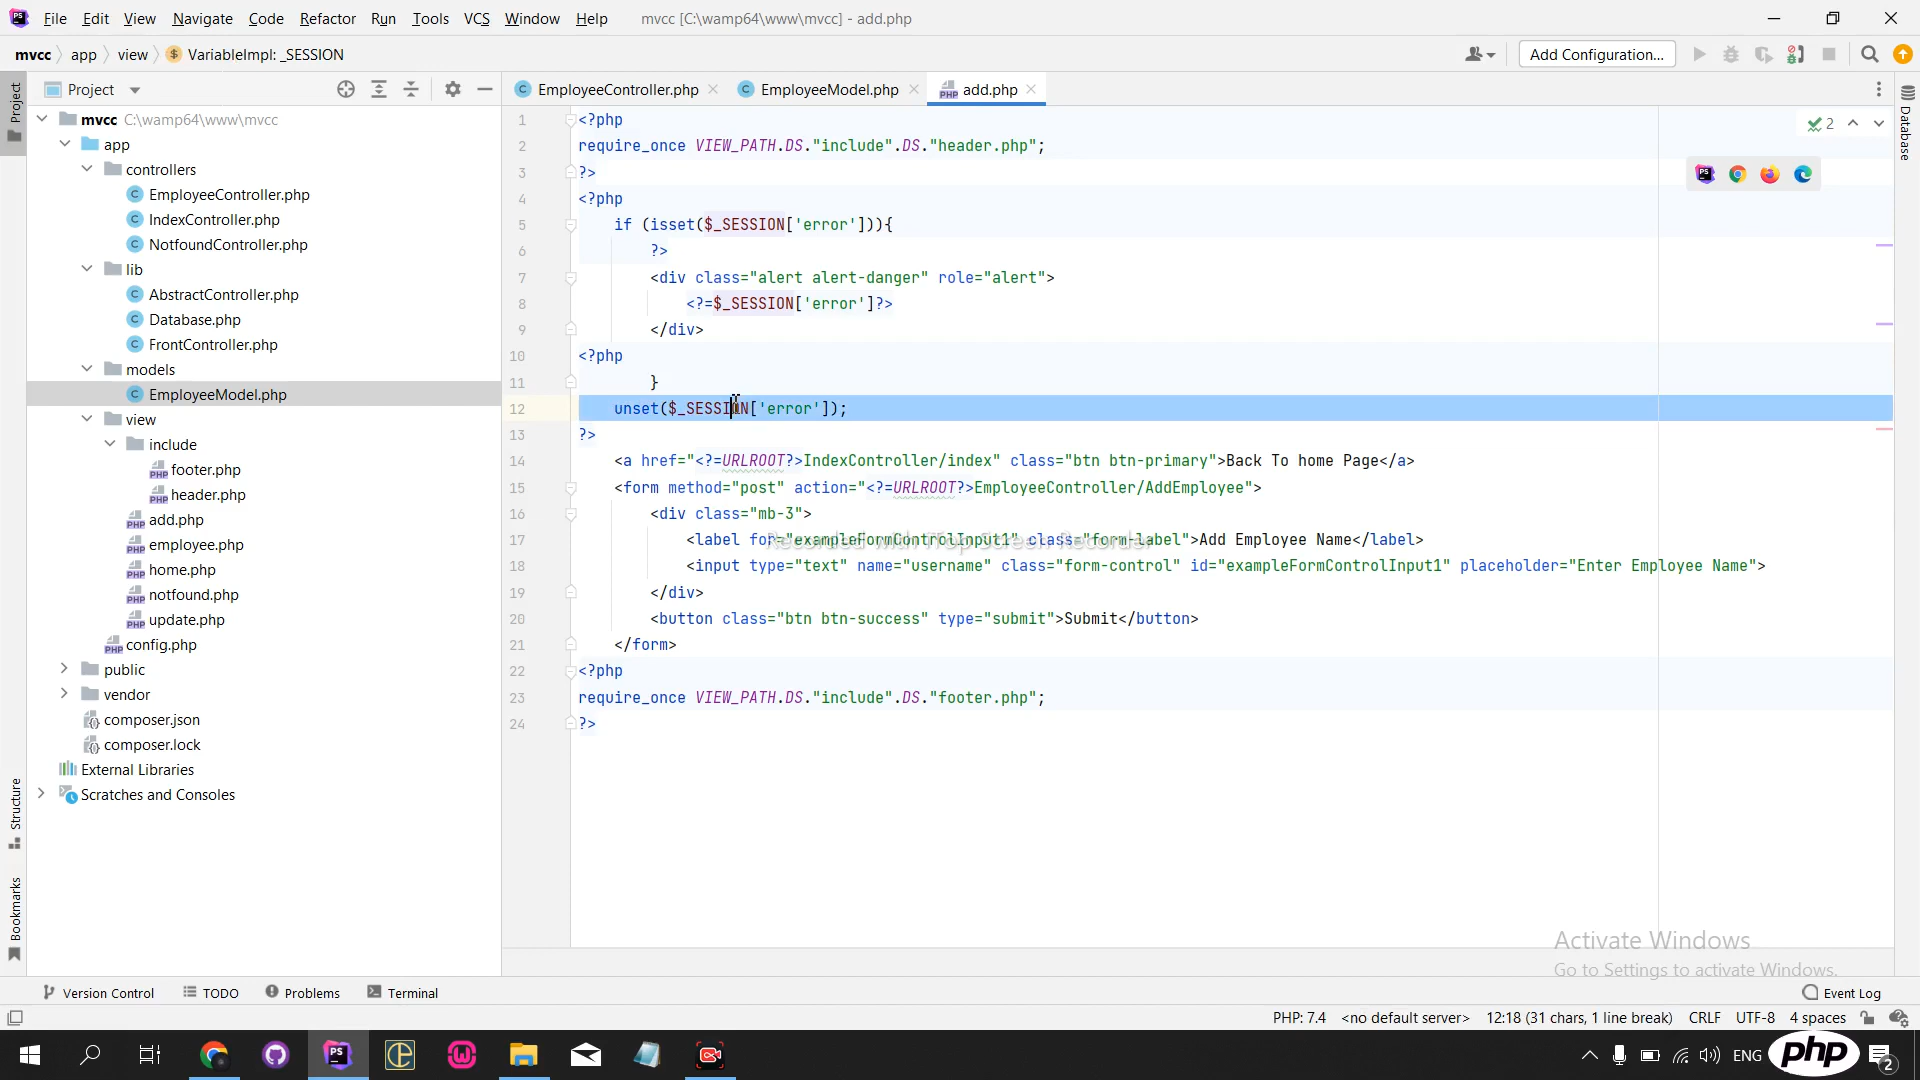 File Edit View Navigate Code Refactor Run Tools VCS Window Help mvcc [C:\wamp64\www\mvcc] - add.php
mvcc app view VariableImpl: _SESSION Add Configuration...
Project
Project
mvcc C:\wamp64\www\mvcc
app
controllers
EmployeeController.php
IndexController.php
NotfoundController.php
lib
AbstractController.php
Database.php
FrontController.php
models
EmployeeModel.php
view
include
footer.php
header.php
add.php
employee.php
home.php
notfound.php
update.php
config.php
public
vendor
composer.json
composer.lock
External Libraries
Scratches and Consoles
Structure
Bookmarks
EmployeeController.php EmployeeModel.php add.php
2
Database
1 <?php
2 require_once VIEW_PATH.DS."include".DS."header.php";
3 ?>
4 <?php
5 if (isset($_SESSION['error'])){
6 ?>
7 <div class="alert alert-danger" role="alert">
8 <?=$_SESSION['error']?>
9 </div>
10 <?php
11 }
12 unset($_SESSION['error']);
13 ?>
14 <a href="<?=URLROOT?>IndexController/index" class="btn btn-primary">Back To home Page</a>
15 <form method="post" action="<?=URLROOT?>EmployeeController/AddEmployee">
16 <div class="mb-3">
17 <label for="exampleFormControlInput1" class="form-label">Add Employee Name</label>
Recorded with iTop Screen Recorder
18 <input type="text" name="username" class="form-control" id="exampleFormControlInput1" placeholder="Enter Employee Name">
19 </div>
20 <button class="btn btn-success" type="submit">Submit</button>
21 </form>
22 <?php
23 require_once VIEW_PATH.DS."include".DS."footer.php";
24 ?>
Activate Windows
Go to Settings to activate Windows.
Version Control TODO Problems Terminal Event Log
PHP: 7.4 <no default server> 12:18 (31 chars, 1 line break) CRLF UTF-8 4 spaces
PS ENG php 2